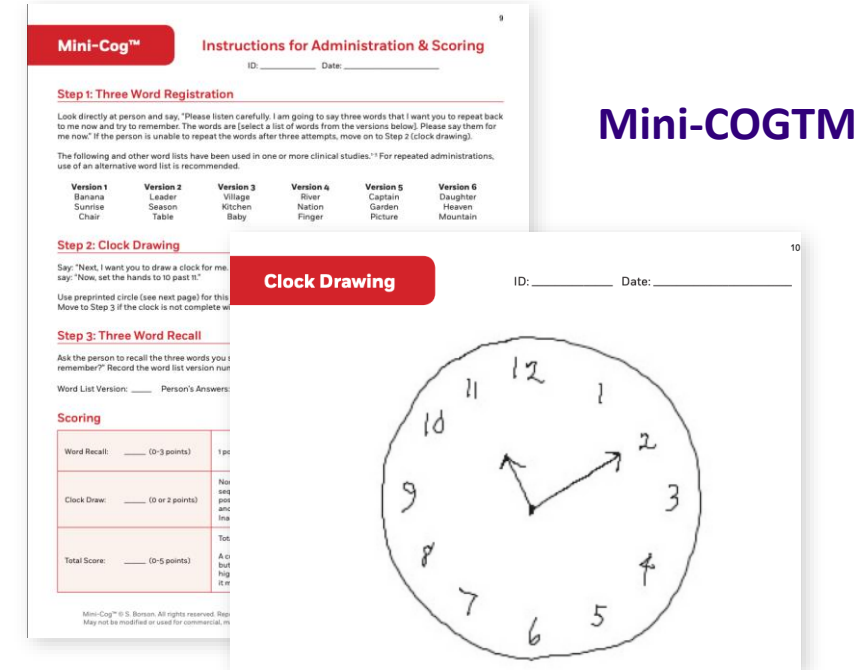 9
Mini-Cog™
Instructions for Administration & Scoring
ID: ____________ Date: ____________________
Step 1: Three Word Registration
Look directly at person and say, "Please listen carefully. I am going to say three words that I want you to repeat back
to me now and try to remember. The words are [select a list of words from the versions below]. Please say them for
me now." If the person is unable to repeat the words after three attempts, move on to Step 2 (clock drawing).
The following and other word lists have been used in one or more clinical studies.¹⁻³ For repeated administrations,
use of an alternative word list is recommended.
Version 1 Version 2 Version 3 Version 4 Version 5 Version 6
Banana Leader Village River Captain Daughter
Sunrise Season Kitchen Nation Garden Heaven
Chair Table Baby Finger Picture Mountain
Step 2: Clock Drawing
Say: "Next, I want you to draw a clock for me.
say: "Now, set the hands to 10 past 11."
Use preprinted circle (see next page) for this
Move to Step 3 if the clock is not complete
Step 3: Three Word Recall
Ask the person to recall the three words you
remember?" Record the word list version
Word List Version: _____ Person's Answers:
Scoring
Word Recall: _____ (0-3 points)
Clock Draw: _____ (0 or 2 points)
Total Score: _____ (0-5 points)
Mini-Cog™ © S. Borson. All rights reserved.
May not be modified or used for commercial,
Mini-COGTM
10
Clock Drawing
ID: ____________ Date: ____________________
12
11 1
10 2
9 3
8 4
7 5
6